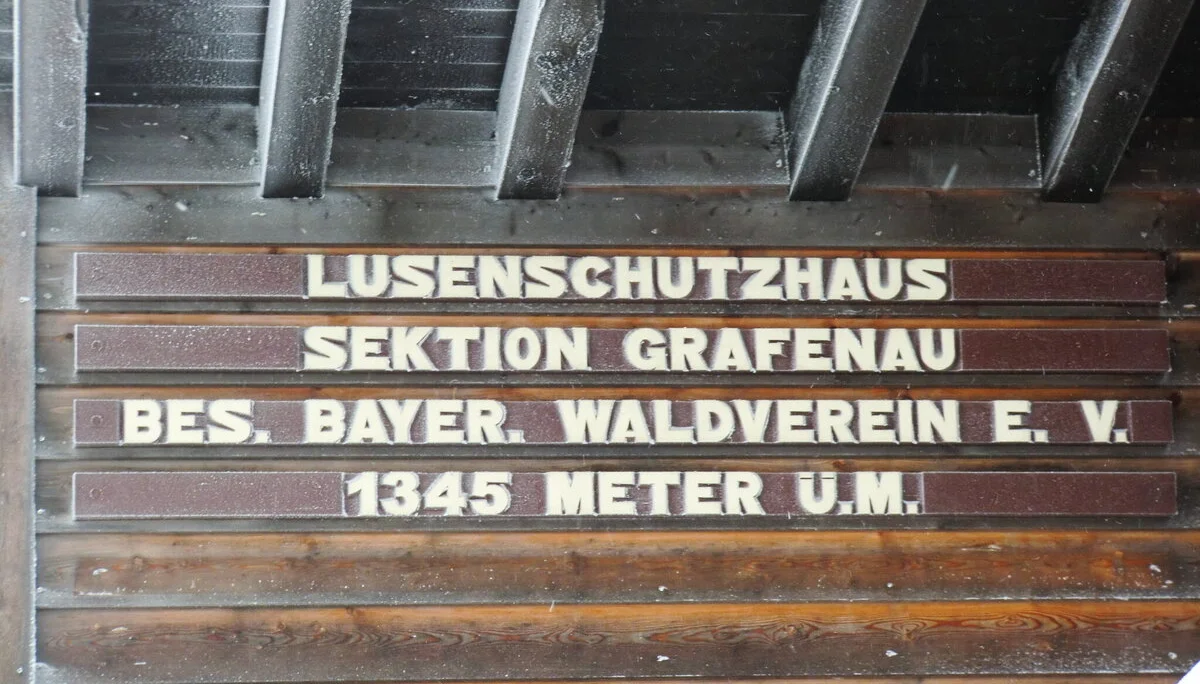 LUSENSCHUTZHAUS
SEKTION GRAFENAU
BES. BAYER. WALDVEREIN E. V.
1345 METER Ü.M.